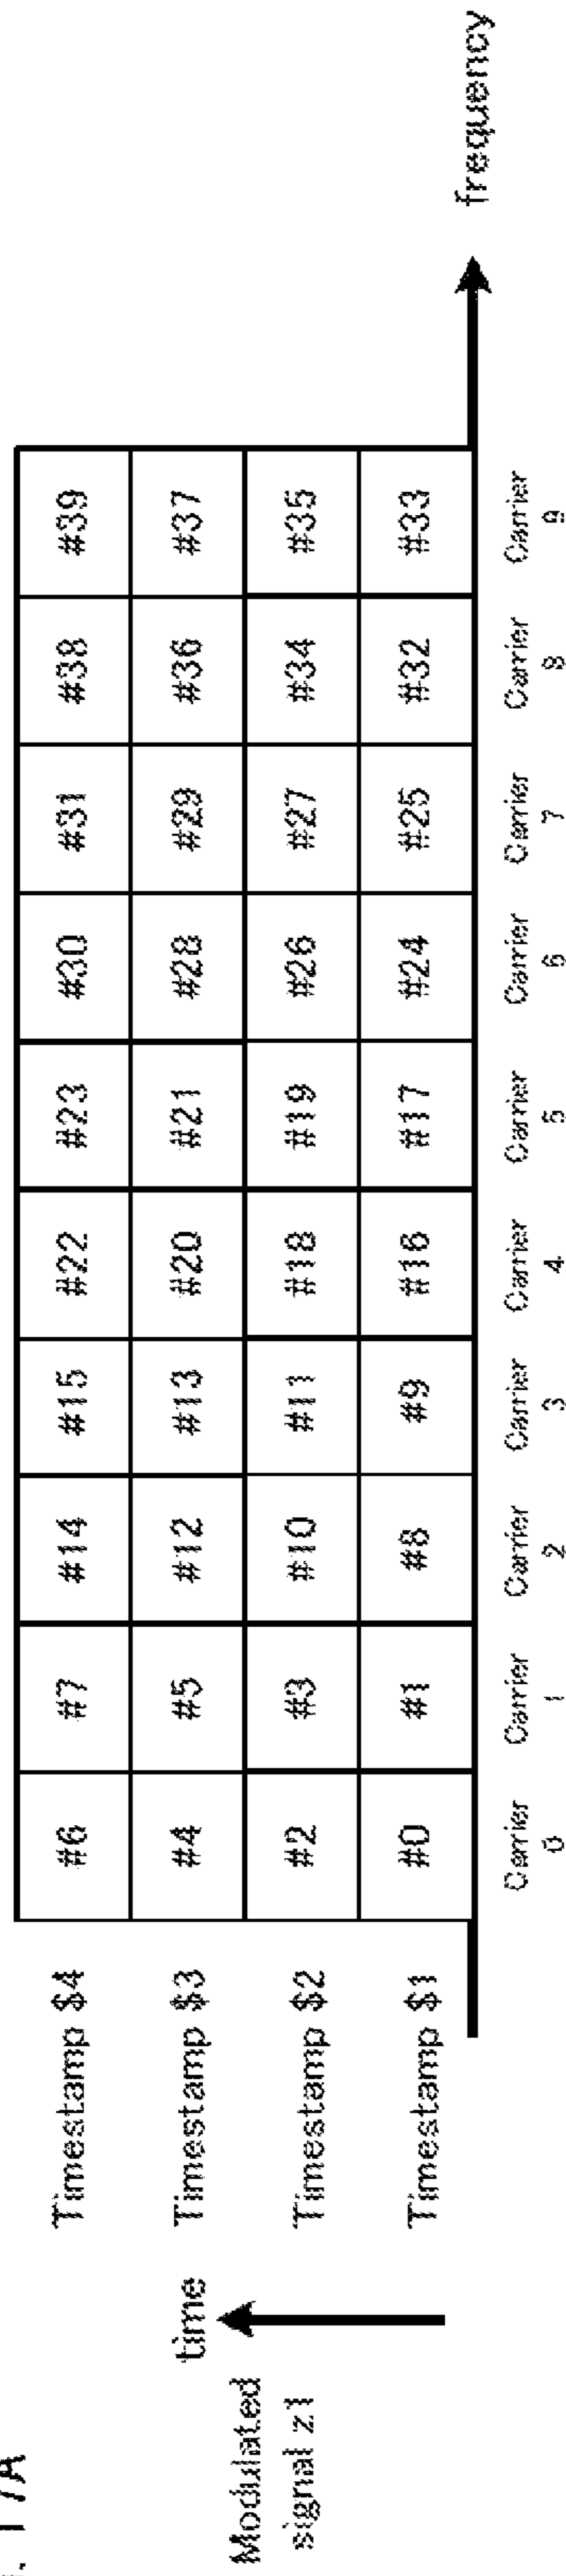 . 17A
Modulated
signal z1
time
Timestamp $4
#6 #7 #14 #15 #22 #23 #30 #31 #38 #39
Timestamp $3
#4 #5 #12 #13 #20 #21 #28 #29 #36 #37
Timestamp $2
#2 #3 #10 #11 #18 #19 #26 #27 #34 #35
Timestamp $1
#0 #1 #8 #9 #16 #17 #24 #25 #32 #33
frequency
Carrier
0
Carrier
1
Carrier
2
Carrier
3
Carrier
4
Carrier
5
Carrier
6
Carrier
7
Carrier
8
Carrier
9